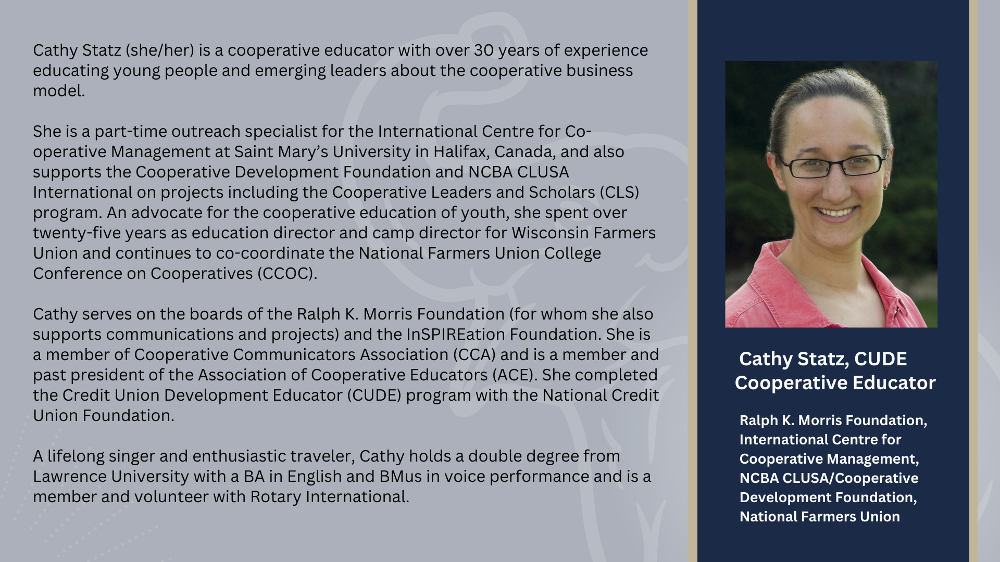 Cathy Statz (she/her) is a cooperative educator with over 30 years of experience
educating young people and emerging leaders about the cooperative business
model.
She is a part-time outreach specialist for the International Centre for Co-
operative Management at Saint Mary’s University in Halifax, Canada, and also
supports the Cooperative Development Foundation and NCBA CLUSA
International on projects including the Cooperative Leaders and Scholars (CLS)
program. An advocate for the cooperative education of youth, she spent over
twenty-five years as education director and camp director for Wisconsin Farmers
Union and continues to co-coordinate the National Farmers Union College
Conference on Cooperatives (CCOC).
Cathy serves on the boards of the Ralph K. Morris Foundation (for whom she also
supports communications and projects) and the InSPIREation Foundation. She is
a member of Cooperative Communicators Association (CCA) and is a member and
past president of the Association of Cooperative Educators (ACE). She completed
the Credit Union Development Educator (CUDE) program with the National Credit
Union Foundation.
A lifelong singer and enthusiastic traveler, Cathy holds a double degree from
Lawrence University with a BA in English and BMus in voice performance and is a
member and volunteer with Rotary International.
Cathy Statz, CUDE
Cooperative Educator
Ralph K. Morris Foundation,
International Centre for
Cooperative Management,
NCBA CLUSA/Cooperative
Development Foundation,
National Farmers Union